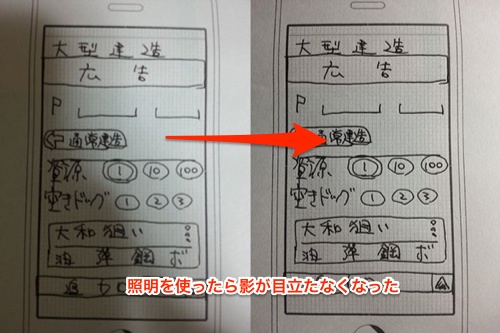 大型建造
広告
P
通常建造
資源 1 10 100
空きドッグ 1 2 3
大和狙い
油 弾 鋼 ボ
大型建造
広告
P
通常建造
資源 1 10 100
空きドッグ 1 2 3
大和狙い
油 弾 鋼 ボ
照明を使ったら影が目立たなくなった